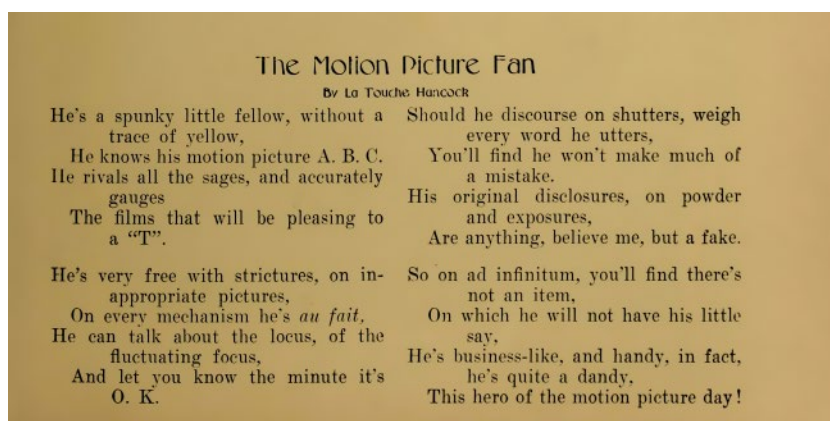 The Motion Picture Fan
By La Touche Hancock
He's a spunky little fellow, without a
trace of yellow,
He knows his motion picture A. B. C.
He rivals all the sages, and accurately
gauges
The films that will be pleasing to
a “T”.
He's very free with strictures, on in-
appropriate pictures,
On every mechanism he's au fait,
He can talk about the locus, of the
fluctuating focus,
And let you know the minute it's
O. K.
Should he discourse on shutters, weigh
every word he utters,
You'll find he won't make much of
a mistake.
His original disclosures, on powder
and exposures,
Are anything, believe me, but a fake.
So on ad infinitum, you'll find there's
not an item,
On which he will not have his little
say,
He's business-like, and handy, in fact,
he's quite a dandy,
This hero of the motion picture day!